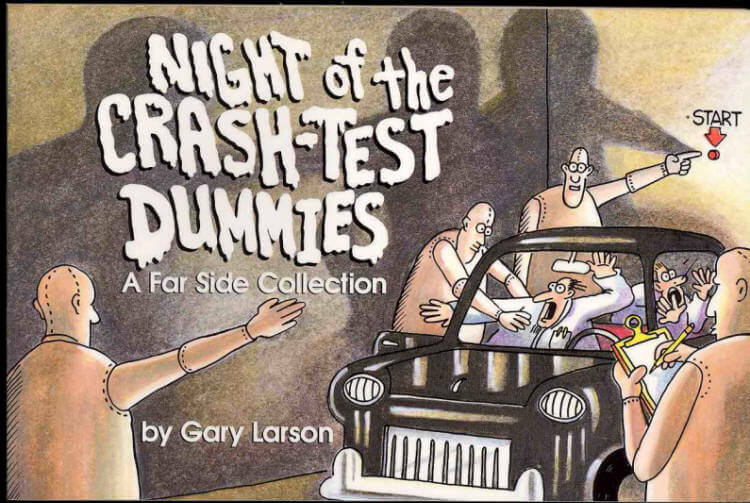 NIGHT of the
CRASH-TEST
DUMMIES
A Far Side Collection
START
by Gary Larson